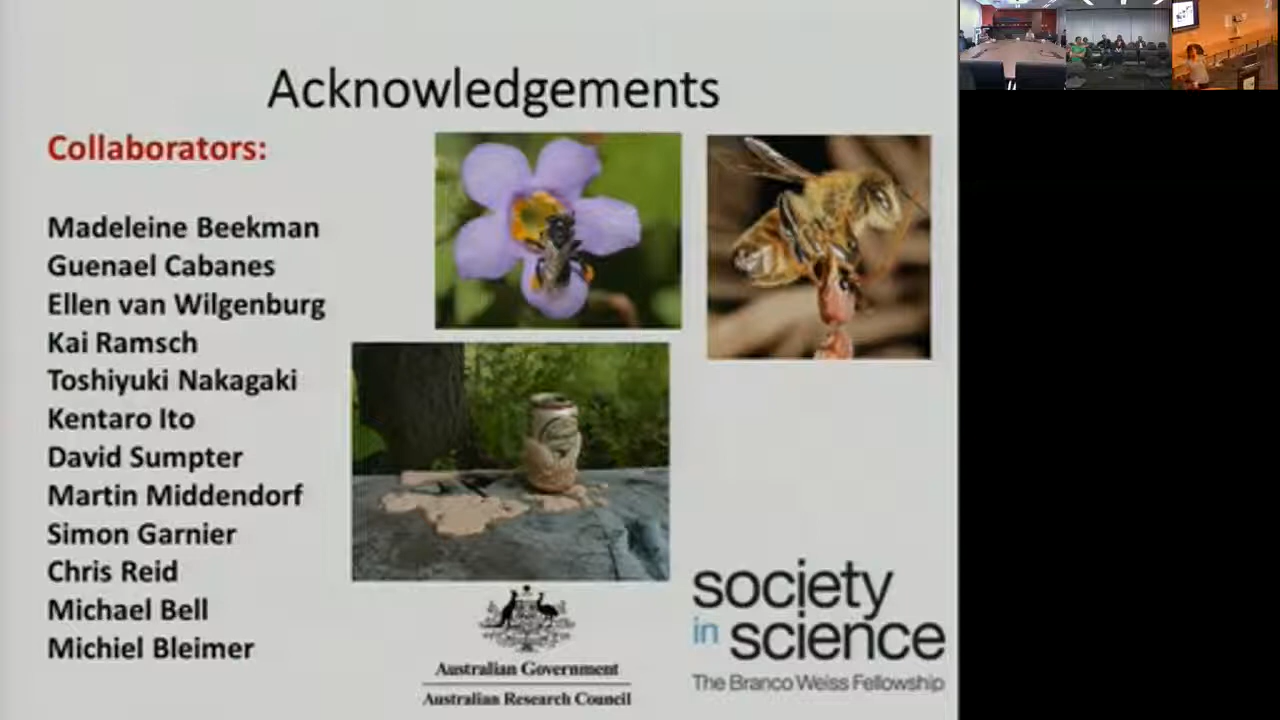 Acknowledgements
Collaborators:
Madeleine Beekman
Guenael Cabanes
Ellen van Wilgenburg
Kai Ramsch
Toshiyuki Nakagaki
Kentaro Ito
David Sumpter
Martin Middendorf
Simon Garnier
Chris Reid
Michael Bell
Michiel Bleimer
Australian Government
Australian Research Council
society
in science
The Branco Weiss Fellowship